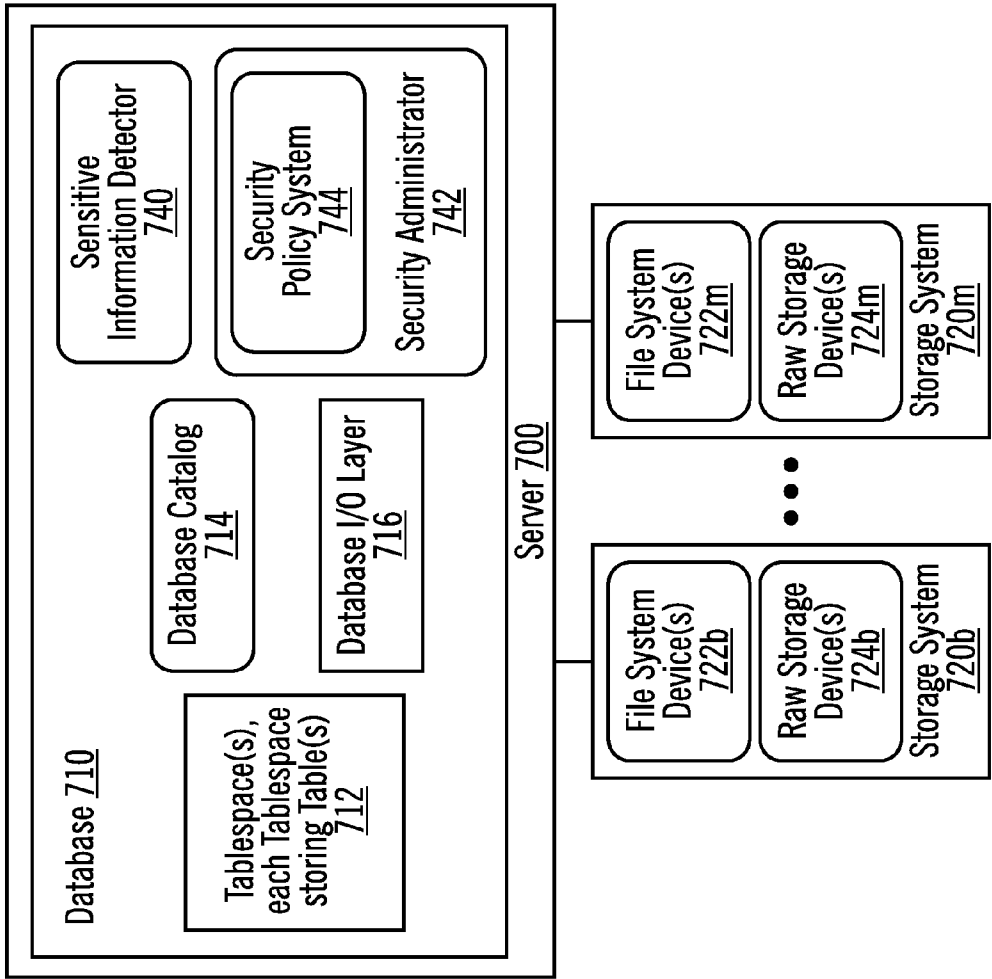 Database 710
Tablespace(s),
each Tablespace
storing Table(s)
712
Database Catalog
714
Database I/O Layer
716
Sensitive
Information Detector
740
Security
Policy System
744
Security Administrator
742
Server 700
File System
Device(s)
722b
Raw Storage
Device(s)
724b
Storage System
720b
File System
Device(s)
722m
Raw Storage
Device(s)
724m
Storage System
720m